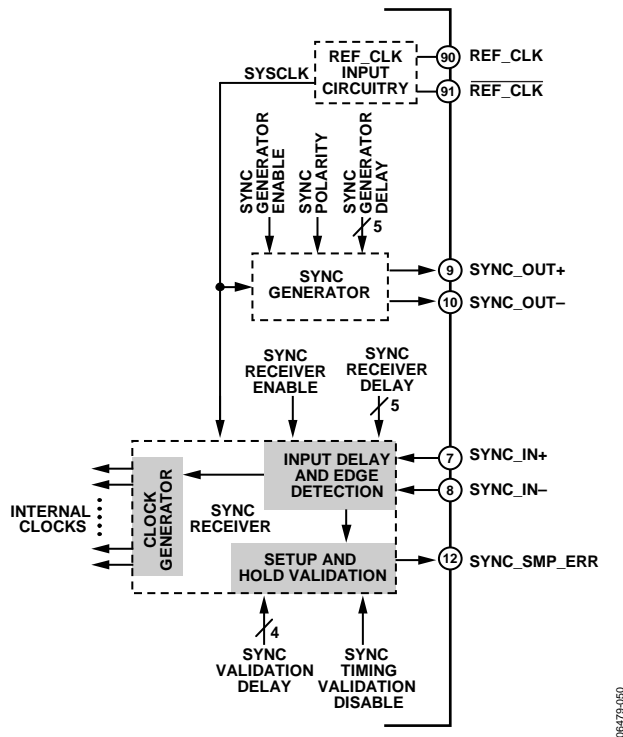 REF_CLK
INPUT
CIRCUITRY
90 REF_CLK
91 REF_CLK
SYSCLK
SYNC
GENERATOR
ENABLE
SYNC
POLARITY
SYNC
GENERATOR
DELAY
5
SYNC
GENERATOR
9 SYNC_OUT+
10 SYNC_OUT–
SYNC
RECEIVER
ENABLE
SYNC
RECEIVER
DELAY
5
INPUT DELAY
AND EDGE
DETECTION
7 SYNC_IN+
8 SYNC_IN–
INTERNAL
CLOCKS
CLOCK
GENERATOR
SYNC
RECEIVER
SETUP AND
HOLD VALIDATION
12 SYNC_SMP_ERR
4
SYNC
VALIDATION
DELAY
SYNC
TIMING
VALIDATION
DISABLE
06479-050